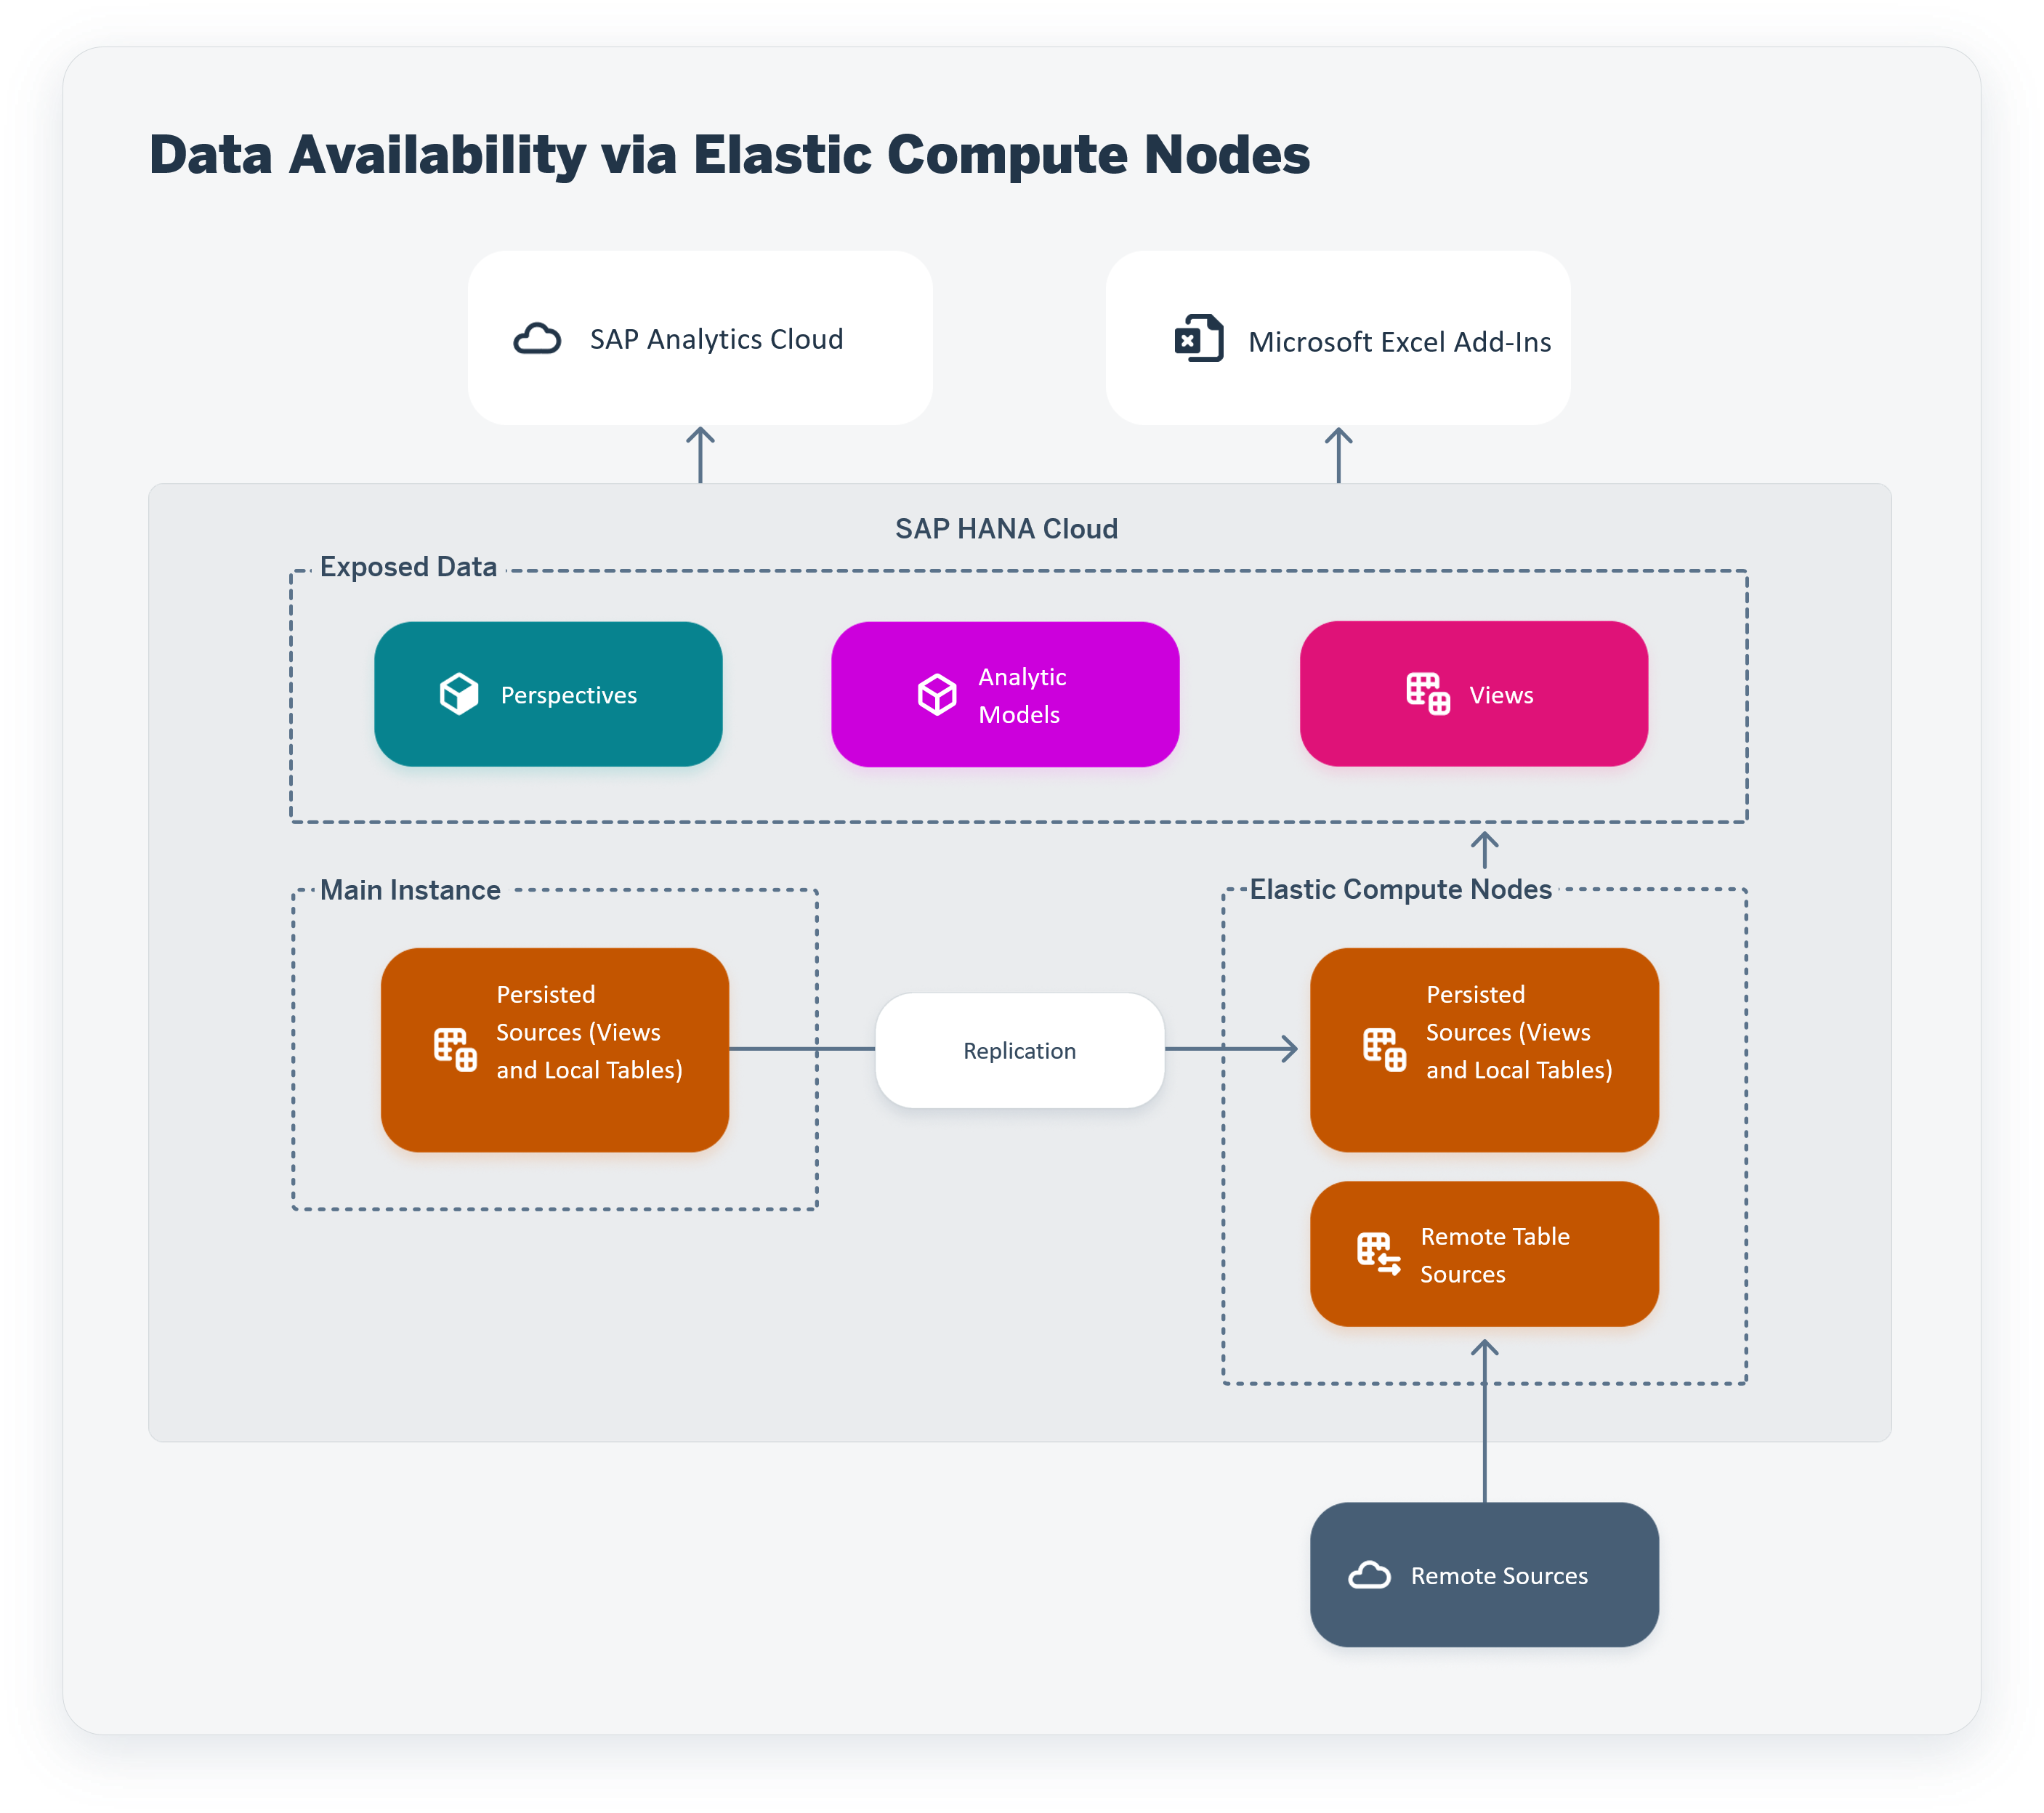 Data Availability via Elastic Compute Nodes
SAP Analytics Cloud
Microsoft Excel Add-Ins
SAP HANA Cloud
Exposed Data
Perspectives
Analytic
Models
Views
Main Instance
Persisted
Sources (Views
and Local Tables)
Replication
Elastic Compute Nodes
Persisted
Sources (Views
and Local Tables)
Remote Table
Sources
Remote Sources